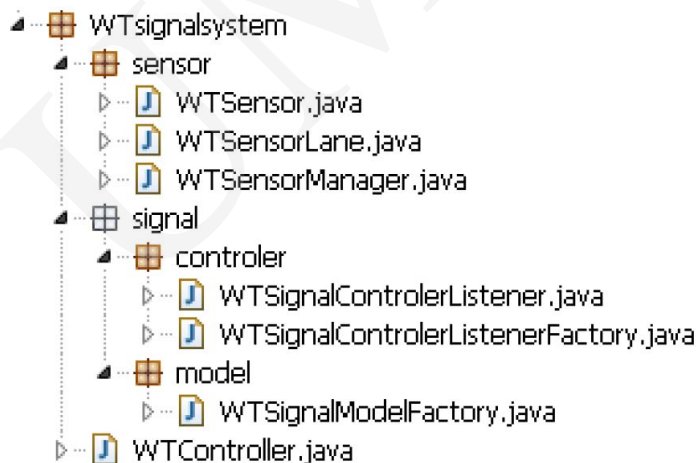 WTsignalsystem
sensor
WTSensor.java
WTSensorLane.java
WTSensorManager.java
signal
controler
WTSignalControlerListener.java
WTSignalControlerListenerFactory.java
model
WTSignalModelFactory.java
WTController.java